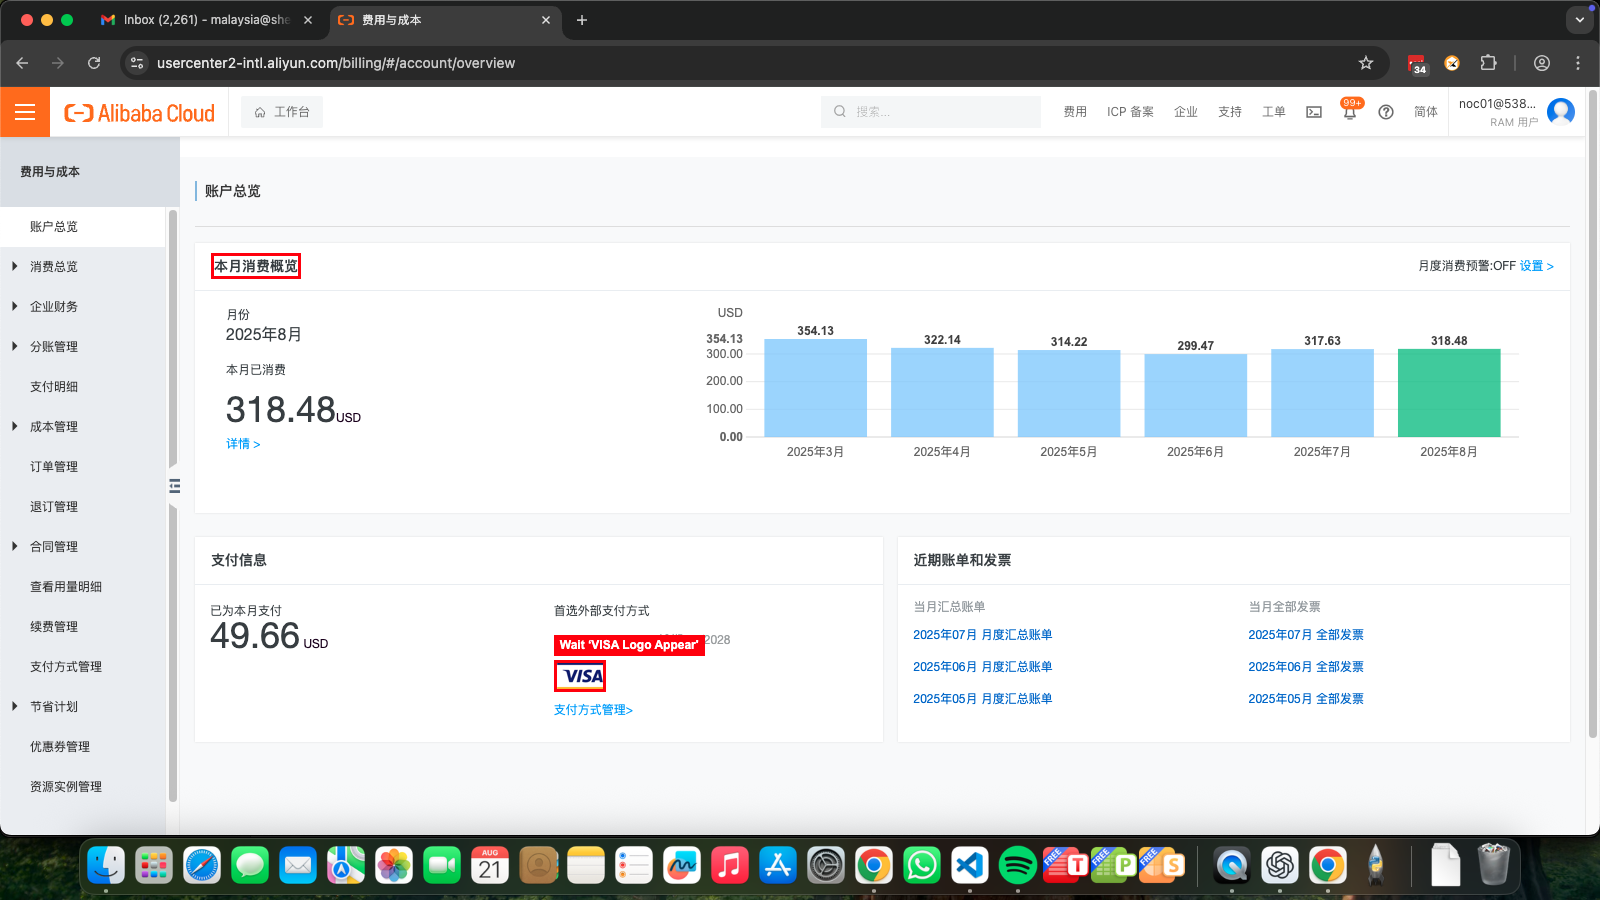 Inbox (2,261) - malaysia@she
费用与成本
usercenter2-intl.aliyun.com/billing/#/account/overview
34
Alibaba Cloud
工作台
搜索...
费用
ICP 备案
企业
支持
工单
99+
简体
noc01@538...
RAM 用户
费用与成本
账户总览
消费总览
企业财务
分账管理
支付明细
成本管理
订单管理
退订管理
合同管理
查看用量明细
续费管理
支付方式管理
节省计划
优惠券管理
资源实例管理
账户总览
本月消费概览
月度消费预警:OFF 设置 >
月份
2025年8月
本月已消费
318.48 USD
详情 >
USD
354.13
300.00
200.00
100.00
0.00
354.13
322.14
314.22
299.47
317.63
318.48
2025年3月
2025年4月
2025年5月
2025年6月
2025年7月
2025年8月
支付信息
已为本月支付
49.66 USD
首选外部支付方式
2028
Wait 'VISA Logo Appear'
VISA
支付方式管理>
近期账单和发票
当月汇总账单
当月全部发票
2025年07月 月度汇总账单
2025年07月 全部发票
2025年06月 月度汇总账单
2025年06月 全部发票
2025年05月 月度汇总账单
2025年05月 全部发票
AUG
21
FREE
T
FREE
P
FREE
S